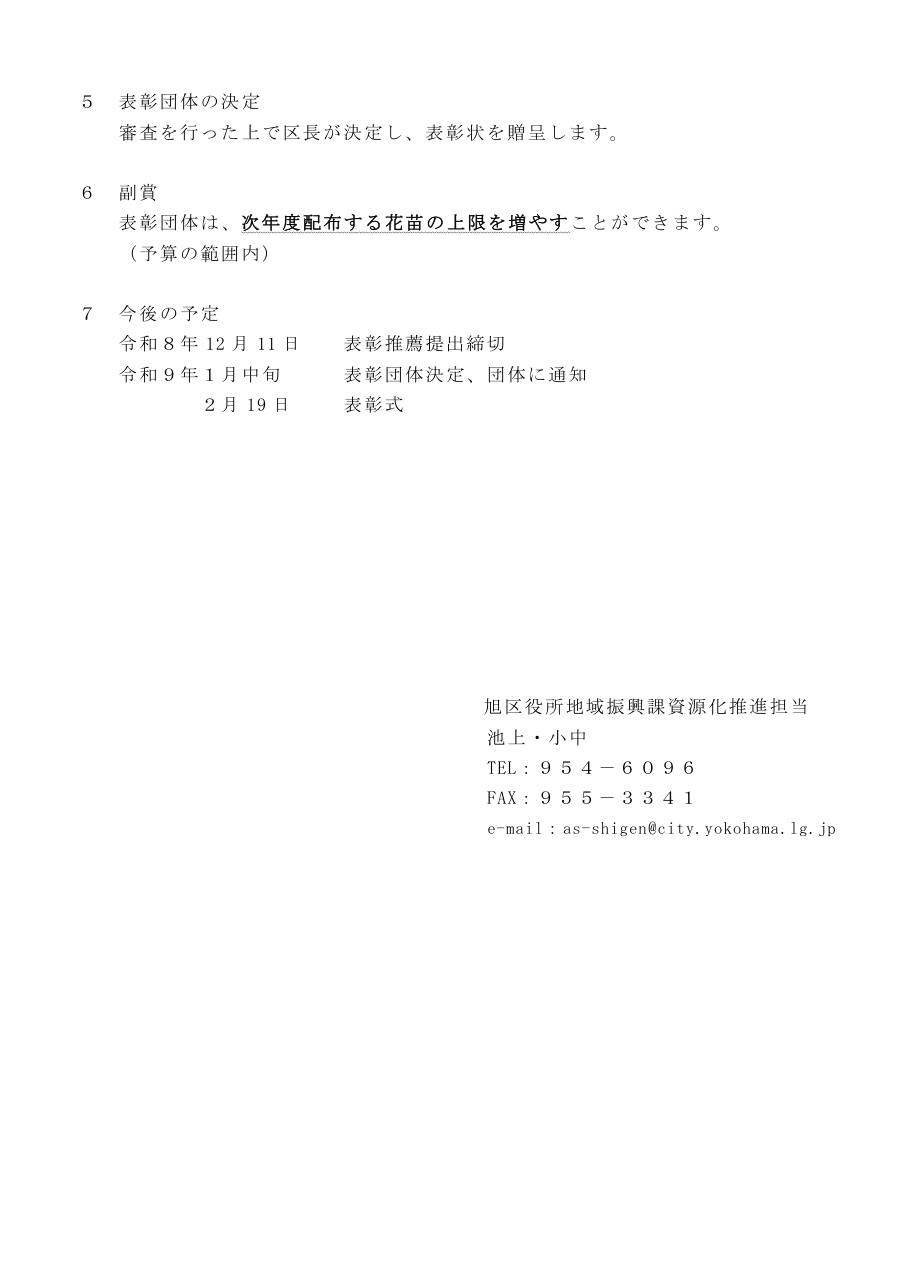 ５　表彰団体の決定
審査を行った上で区長が決定し、表彰状を贈呈します。
６　副賞
表彰団体は、次年度配布する花苗の上限を増やすことができます。
（予算の範囲内）
７　今後の予定
令和８年 12 月 11 日　　表彰推薦提出締切
令和９年１月中旬　　　表彰団体決定、団体に通知
２月 19 日　　表彰式
旭区役所地域振興課資源化推進担当
池上・小中
TEL：９５４－６０９６
FAX：９５５－３３４１
e-mail：as-shigen@city.yokohama.lg.jp